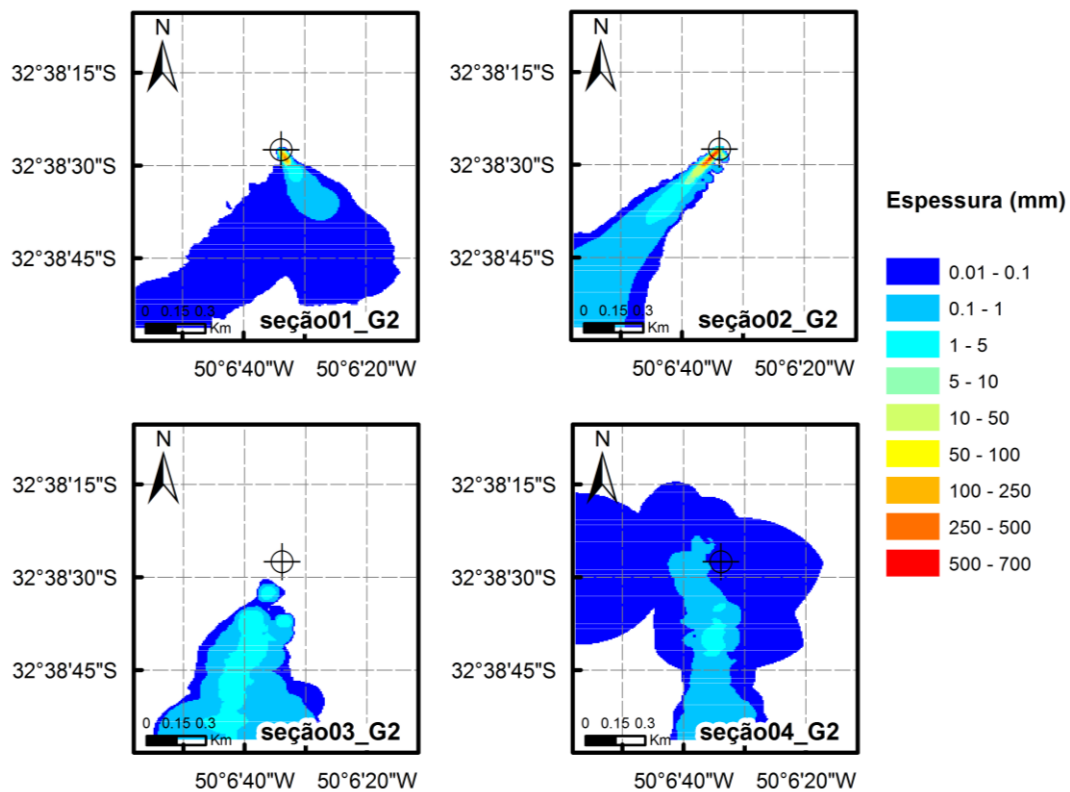 N
32°38'15"S
32°38'30"S
32°38'45"S
0 0.15 0.3
Km
seção01_G2
50°6'40"W 50°6'20"W
N
32°38'15"S
32°38'30"S
32°38'45"S
0 0.15 0.3
Km
seção02_G2
50°6'40"W 50°6'20"W
N
32°38'15"S
32°38'30"S
32°38'45"S
0 0.15 0.3
Km
seção03_G2
50°6'40"W 50°6'20"W
N
32°38'15"S
32°38'30"S
32°38'45"S
0 0.15 0.3
Km
seção04_G2
50°6'40"W 50°6'20"W
Espessura (mm)
0.01 - 0.1
0.1 - 1
1 - 5
5 - 10
10 - 50
50 - 100
100 - 250
250 - 500
500 - 700